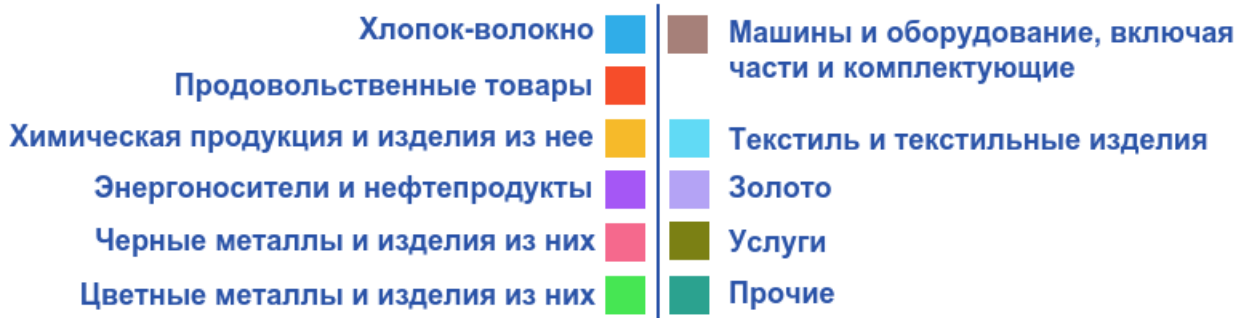 Хлопок-волокно
Продовольственные товары
Химическая продукция и изделия из нее
Энергоносители и нефтепродукты
Черные металлы и изделия из них
Цветные металлы и изделия из них
Машины и оборудование, включая
части и комплектующие
Текстиль и текстильные изделия
Золото
Услуги
Прочие